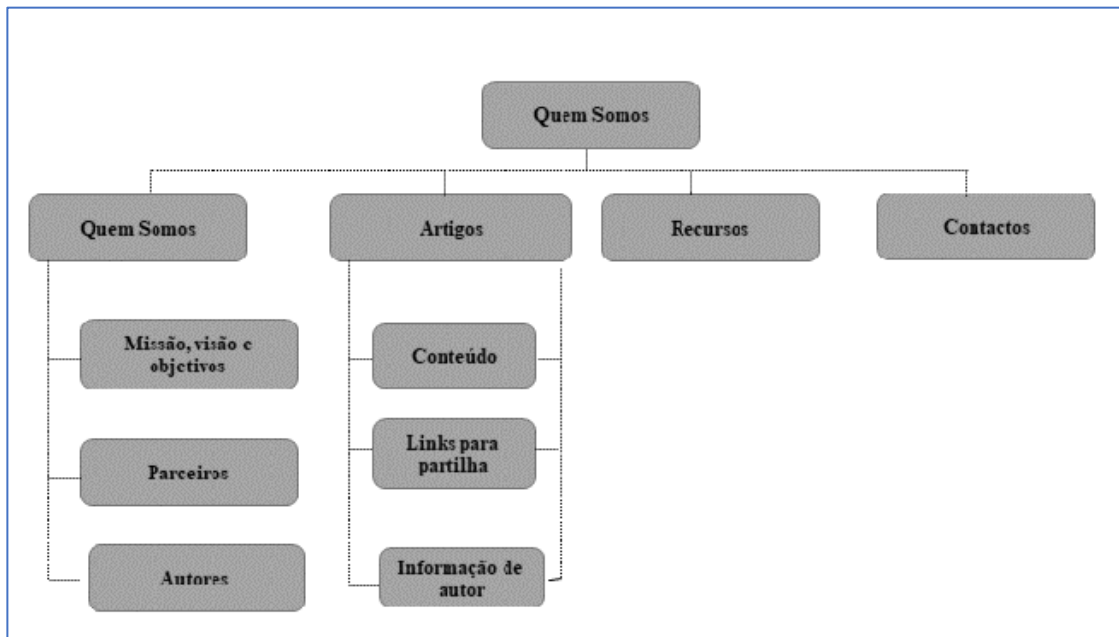 Quem Somos
Quem Somos
Artigos
Recursos
Contactos
Missão, visão e
objetivos
Conteúdo
Links para
partilha
Parceiros
Autores
Informação de
autor